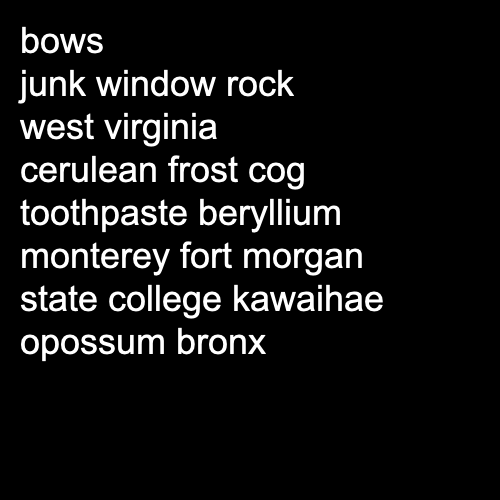 bows
junk window rock
west virginia
cerulean frost cog
toothpaste beryllium
monterey fort morgan
state college kawaihae
opossum bronx